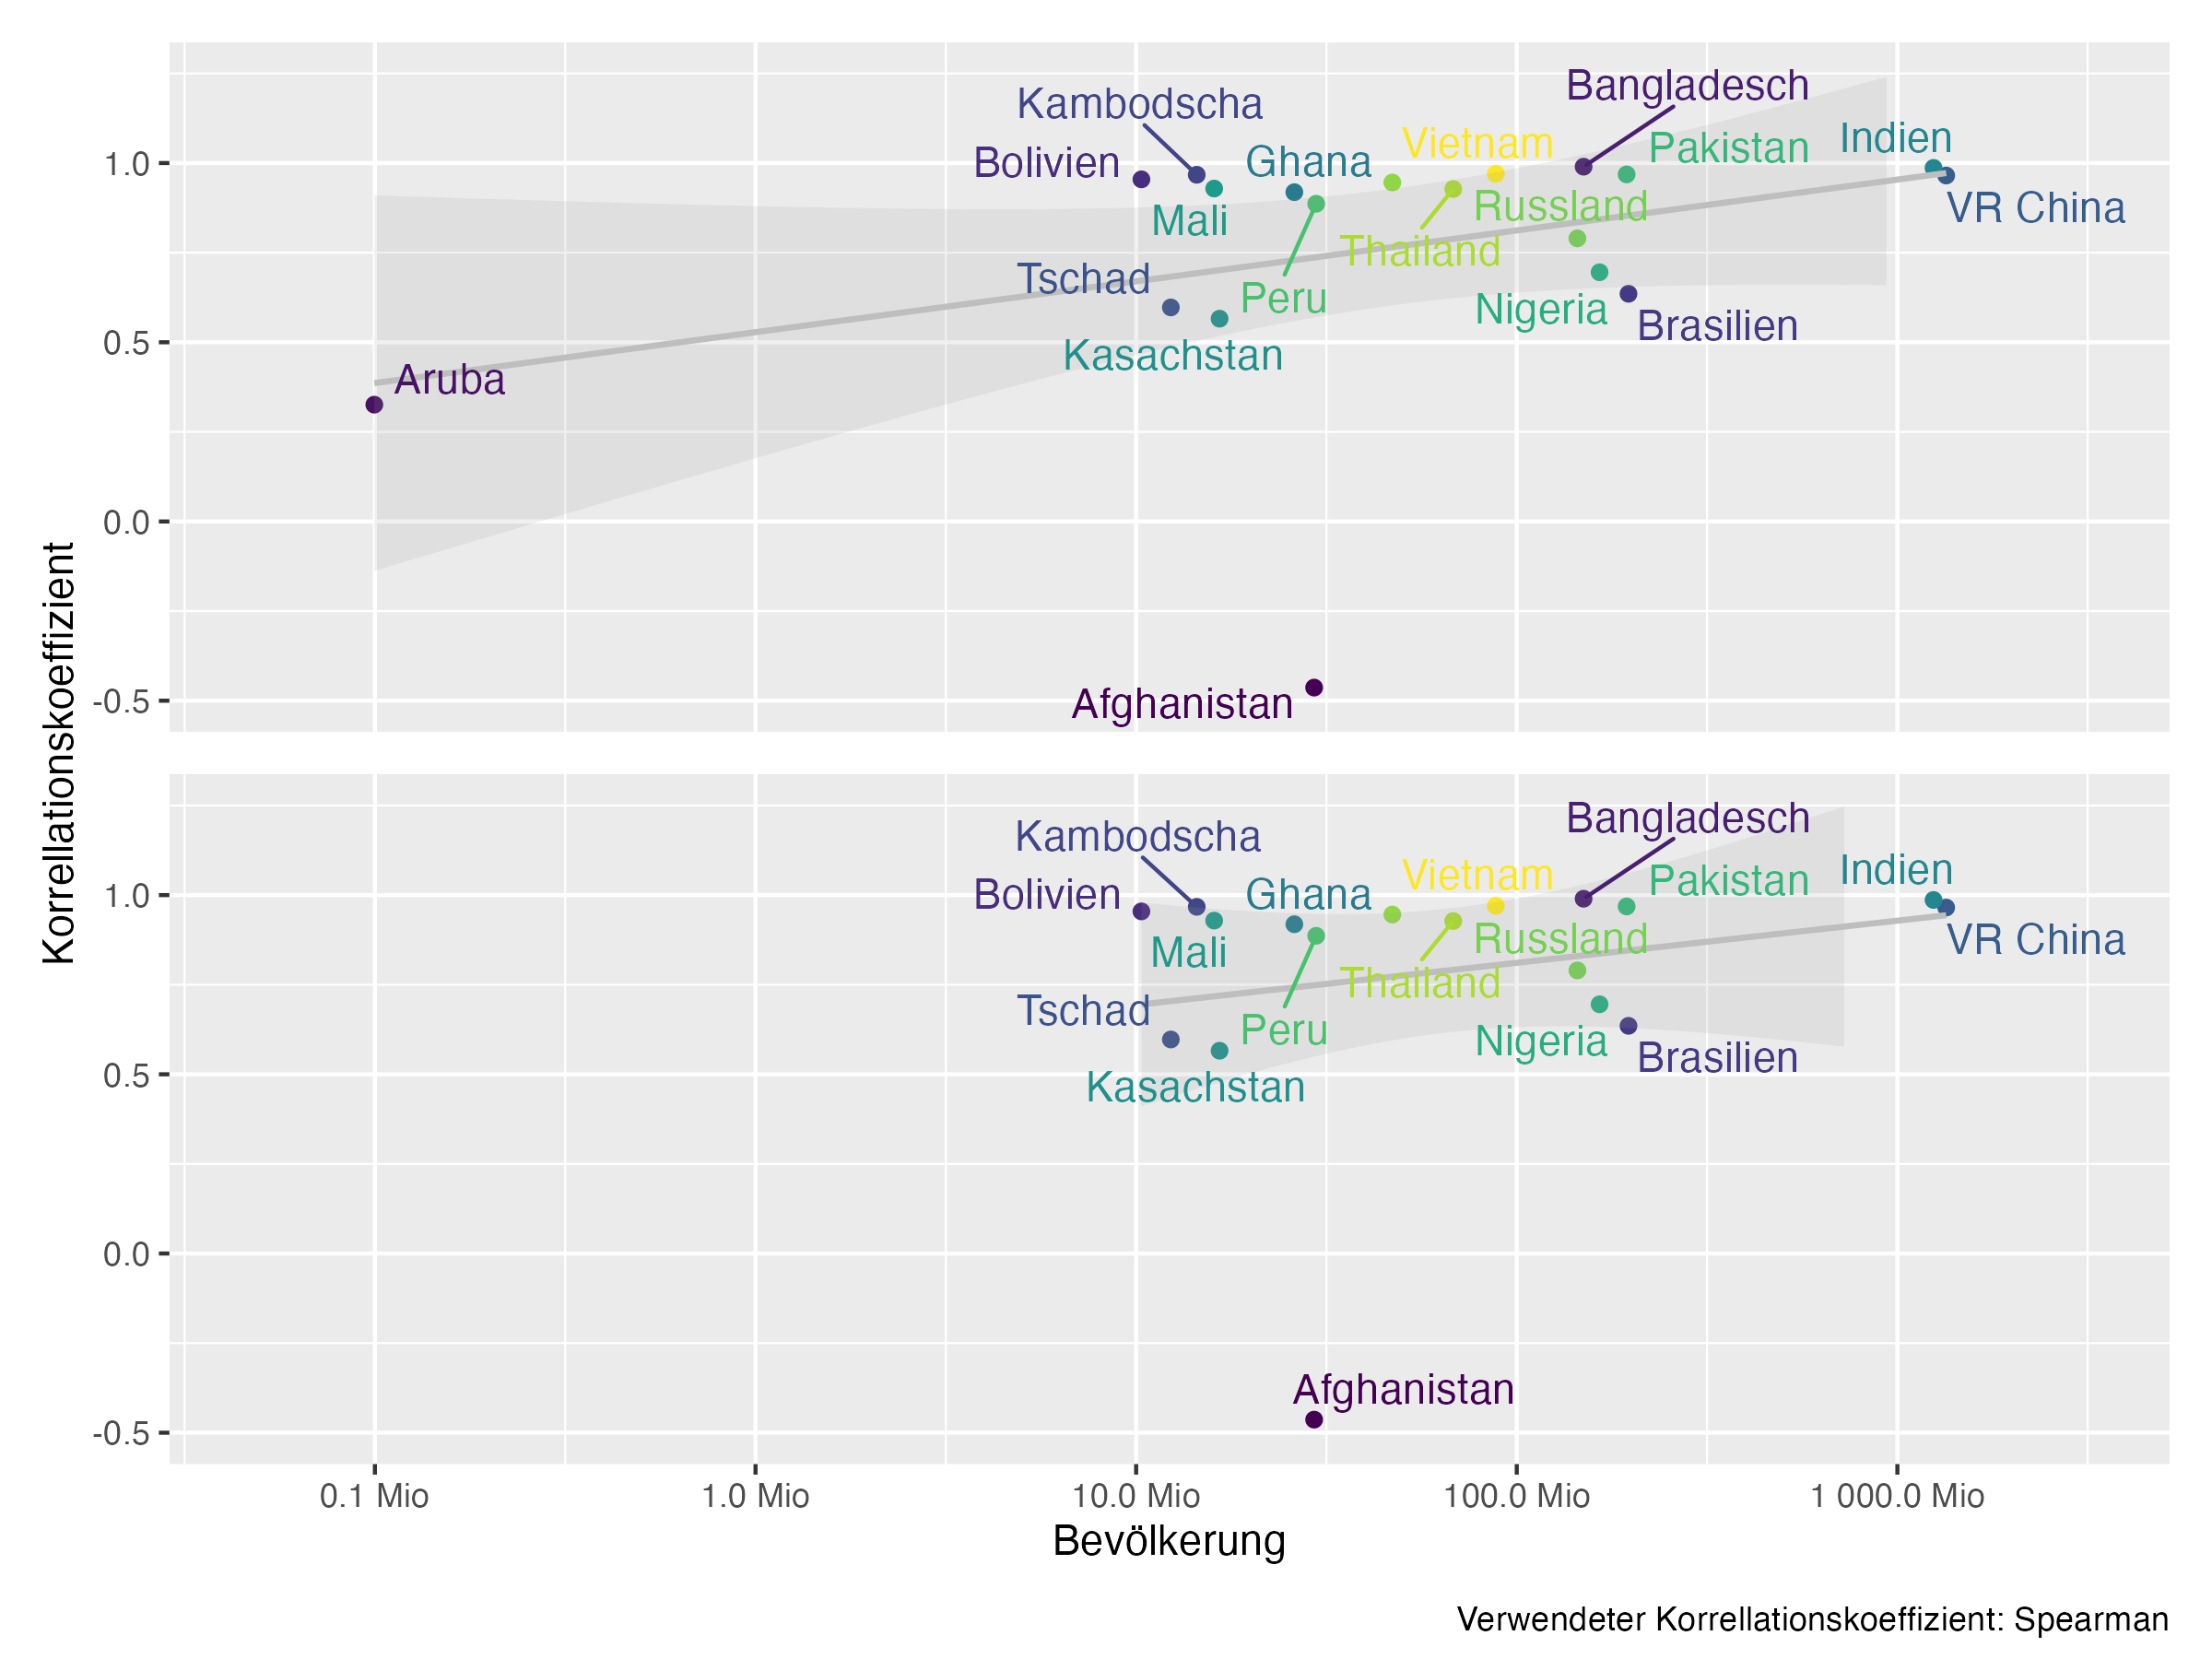 Korrellationskoeffizient
Bangladesch
Kambodscha
Vietnam
Indien
Pakistan
1.0
Bolivien
Ghana
Mali
Russland
VR China
Thailand
Tschad
Peru
Nigeria
Brasilien
0.5
Kasachstan
Aruba
0.0
-0.5
Afghanistan
Bangladesch
Kambodscha
Vietnam
Indien
Pakistan
1.0
Bolivien
Ghana
Mali
Russland
VR China
Thailand
Tschad
Peru
Nigeria
Brasilien
0.5
Kasachstan
0.0
Afghanistan
-0.5
0.1 Mio
1.0 Mio
10.0 Mio
100.0 Mio
1 000.0 Mio
Bevölkerung
Verwendeter Korrellationskoeffizient: Spearman